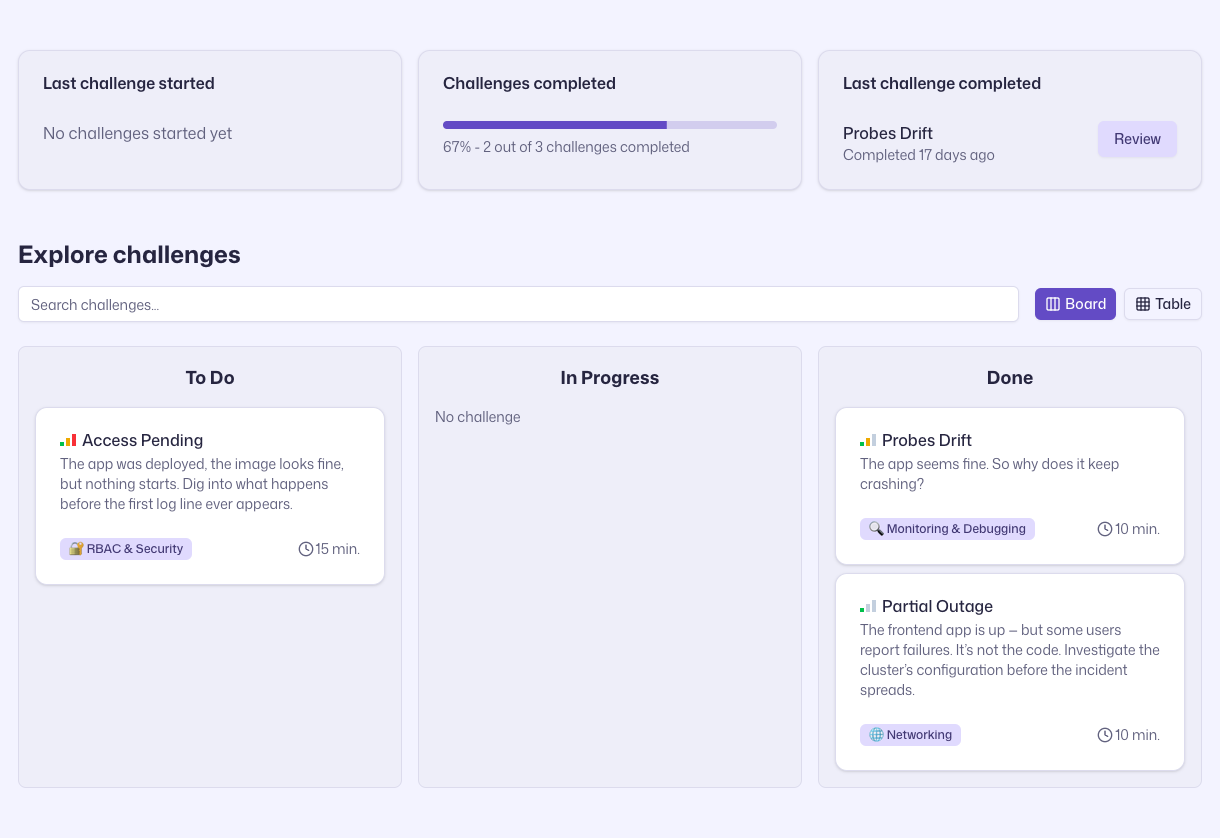 Last challenge started
No challenges started yet
Challenges completed
67% - 2 out of 3 challenges completed
Last challenge completed
Probes Drift
Completed 17 days ago
Review
Explore challenges
Search challenges...
Board
Table
To Do
Access Pending
The app was deployed, the image looks fine,
but nothing starts. Dig into what happens
before the first log line ever appears.
RBAC & Security
15 min.
In Progress
No challenge
Done
Probes Drift
The app seems fine. So why does it keep
crashing?
Monitoring & Debugging
10 min.
Partial Outage
The frontend app is up — but some users
report failures. It's not the code. Investigate the
cluster's configuration before the incident
spreads.
Networking
10 min.